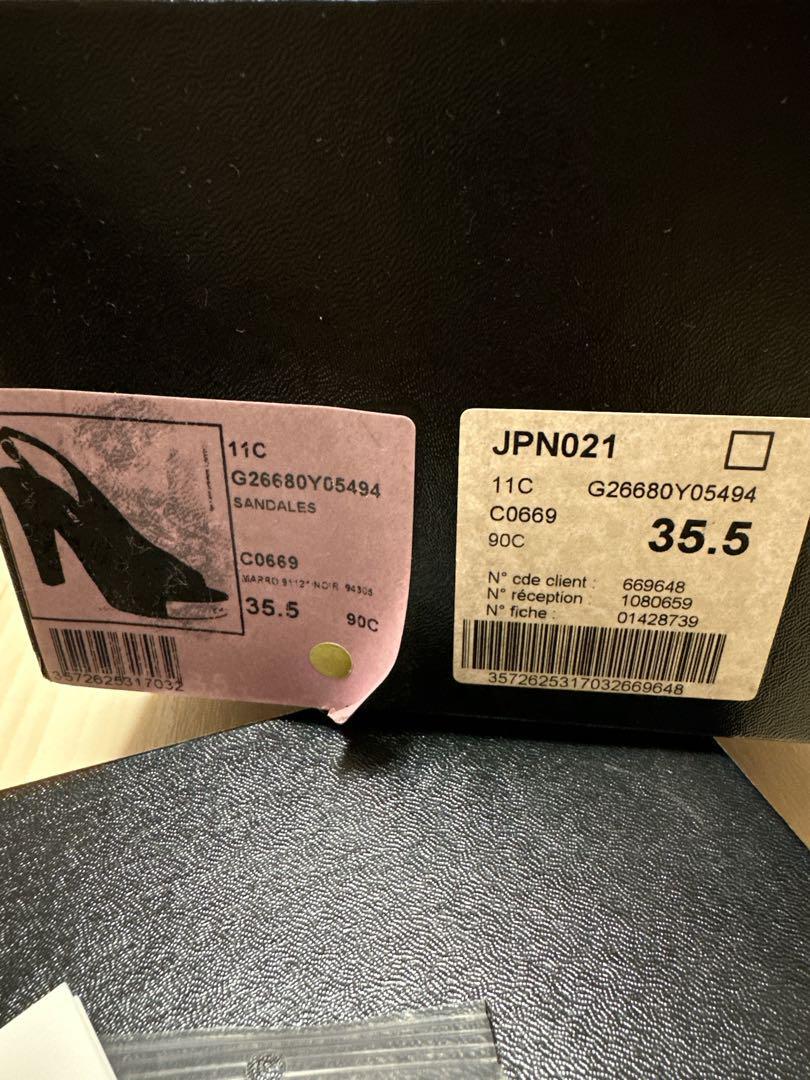 11C
G26680Y05494
SANDALES
C0669
35.5
90C
3572625317032
JPN021
11C G26680Y05494
C0669
90C 35.5
N° cde client : 669648
N° réception : 1080659
N° fiche : 01428739
3572625317032669648